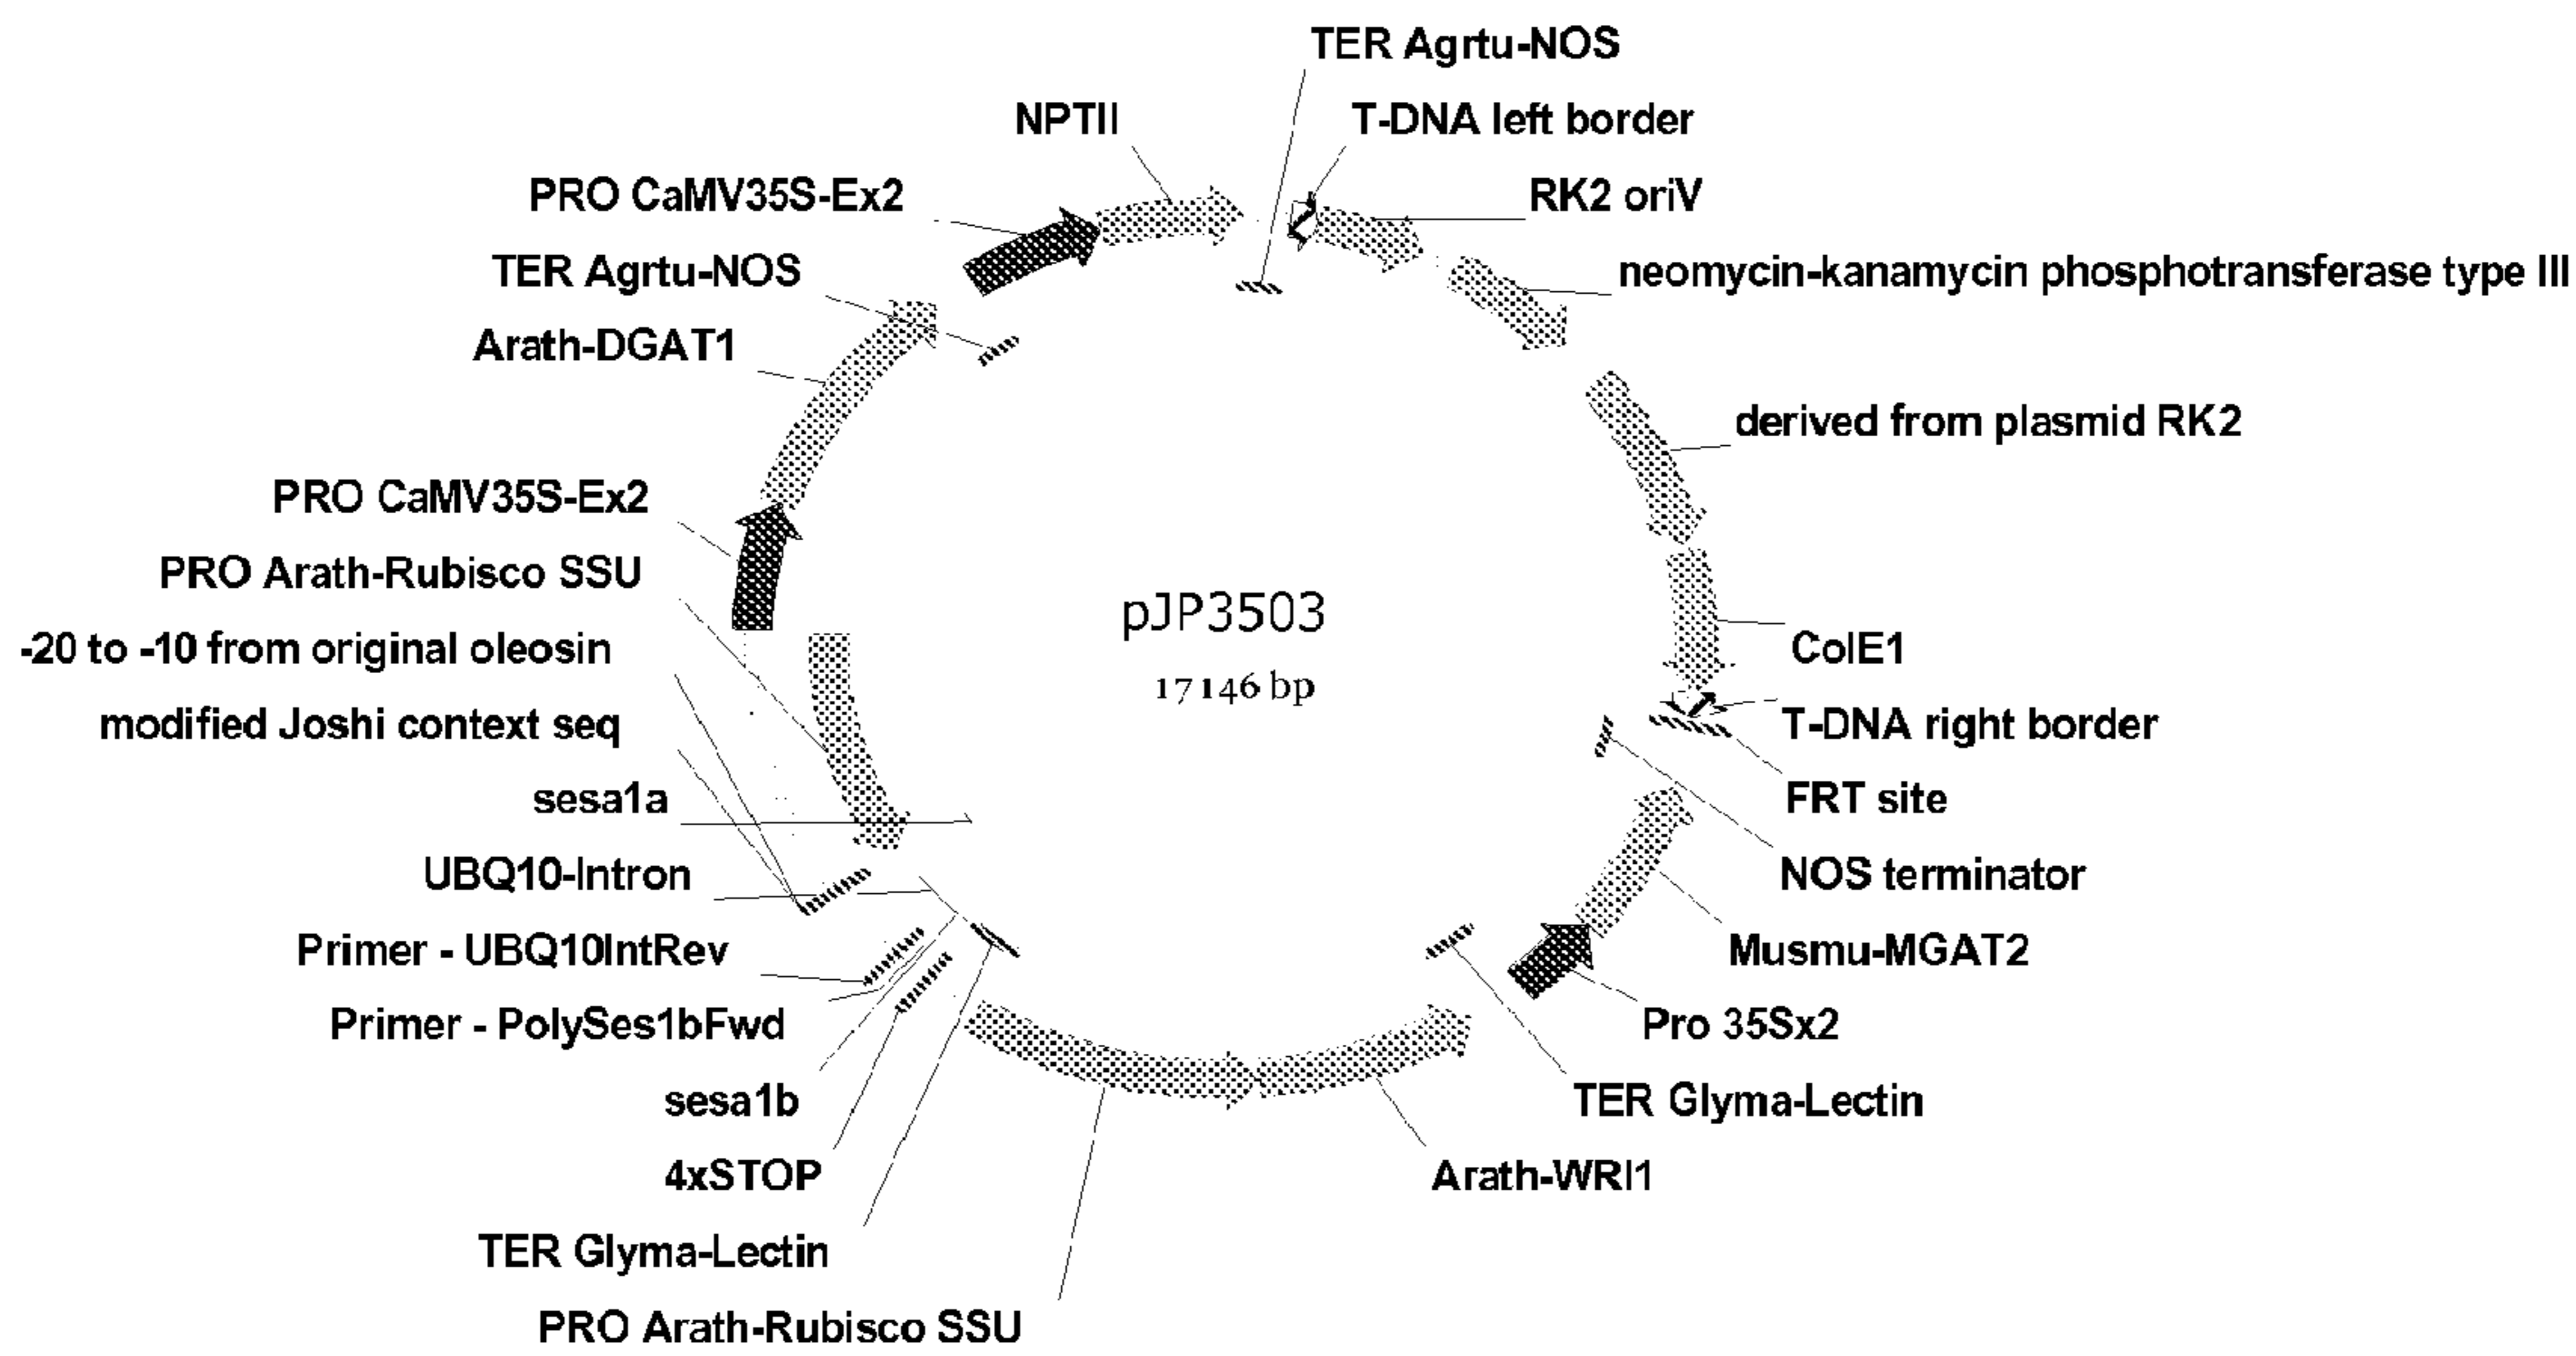 TER Agrtu-NOS
NPTII
T-DNA left border
PRO CaMV35S-Ex2
RK2 oriV
TER Agrtu-NOS
neomycin-kanamycin phosphotransferase type III
Arath-DGAT1
derived from plasmid RK2
PRO CaMV35S-Ex2
PRO Arath-Rubisco SSU
pJP3503
-20 to -10 from original oleosin
ColE1
17146 bp
modified Joshi context seq
T-DNA right border
sesa1a
FRT site
UBQ10-Intron
NOS terminator
Primer - UBQ10IntRev
Musmu-MGAT2
Primer - PolySes1bFwd
Pro 35Sx2
sesa1b
TER Glyma-Lectin
4xSTOP
Arath-WRI1
TER Glyma-Lectin
PRO Arath-Rubisco SSU